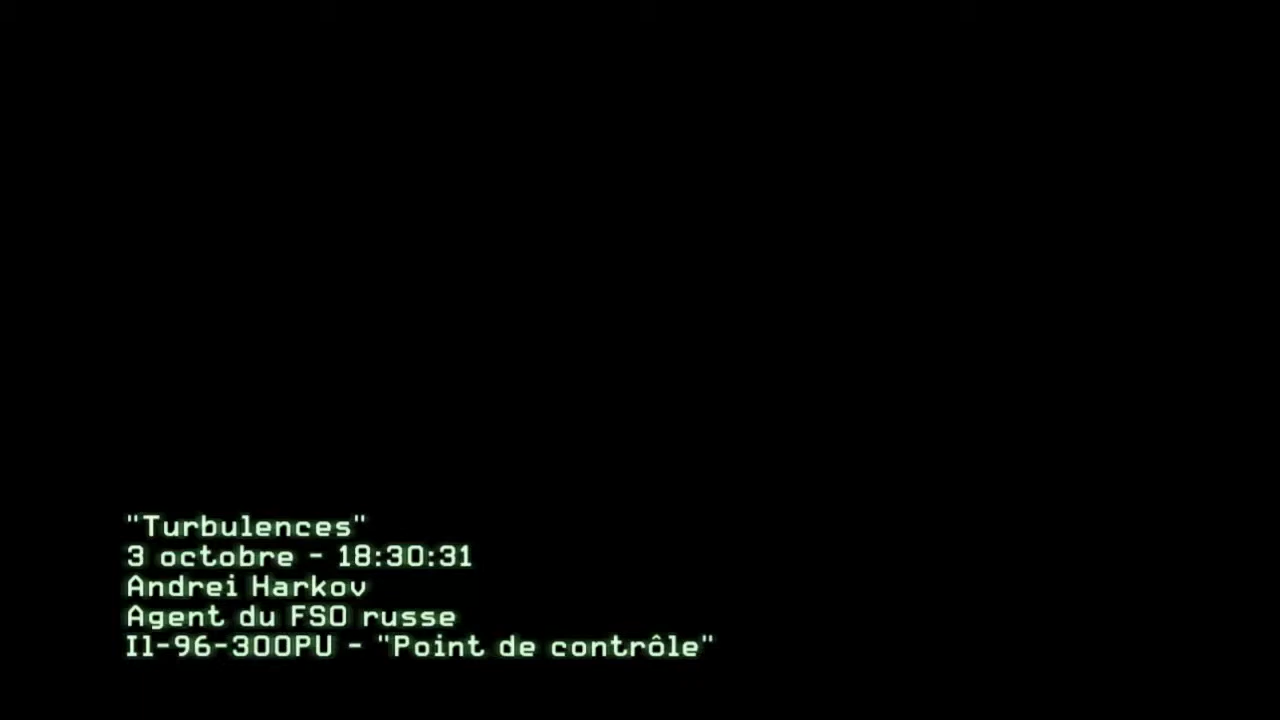 "Turbulences"
3 octobre - 18:30:31
Andrei Harkov
Agent du FSO russe
Il-96-300PU - "Point de contrôle"